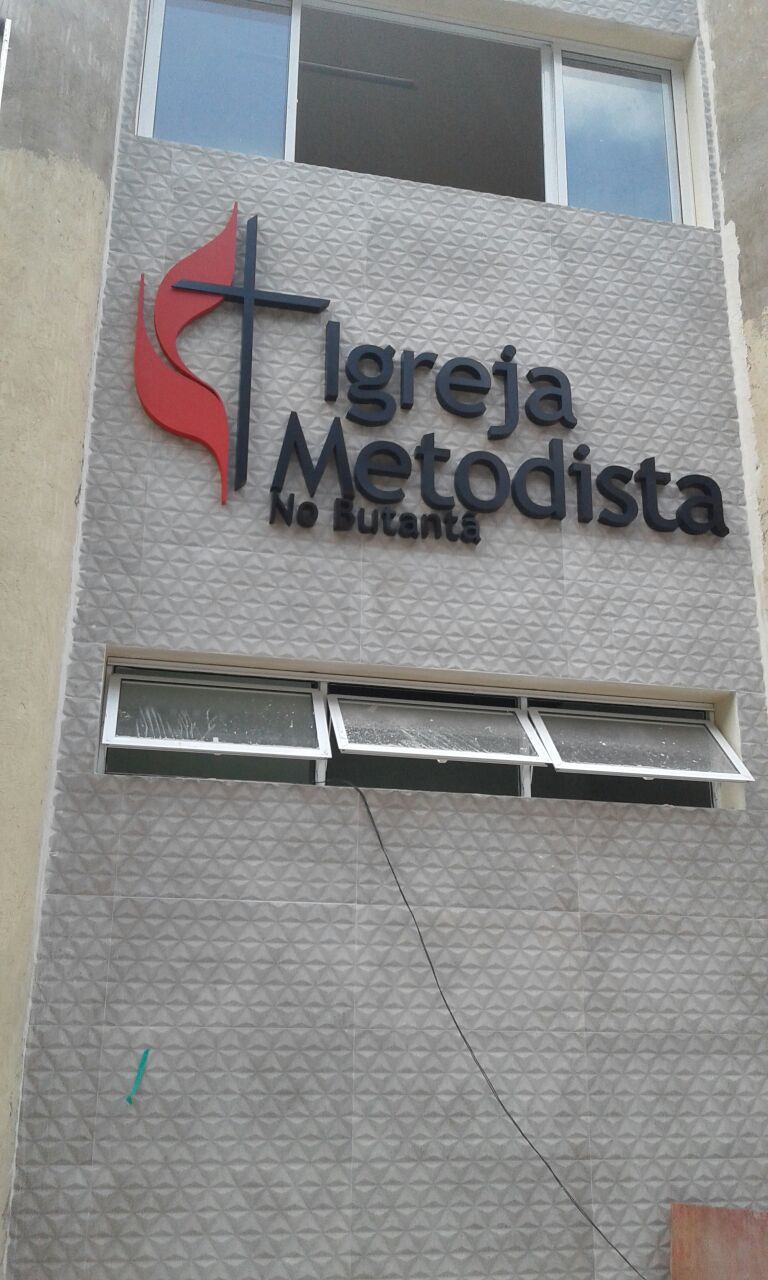 Igreja
Metodista
No Butantã